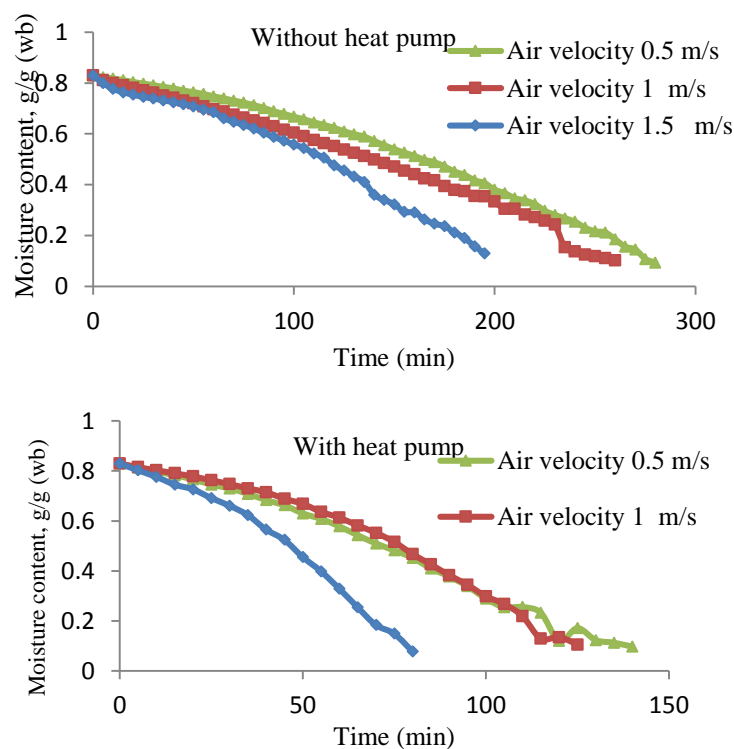 Without heat pump
Air velocity 0.5 m/s
Air velocity 1 m/s
Air velocity 1.5 m/s
Moisture content, g/g (wb)
1
0.8
0.6
0.4
0.2
0
0 100 200 300
Time (min)
With heat pump
Air velocity 0.5 m/s
Air velocity 1 m/s
Moisture content, g/g (wb)
1
0.8
0.6
0.4
0.2
0
0 50 100 150
Time (min)